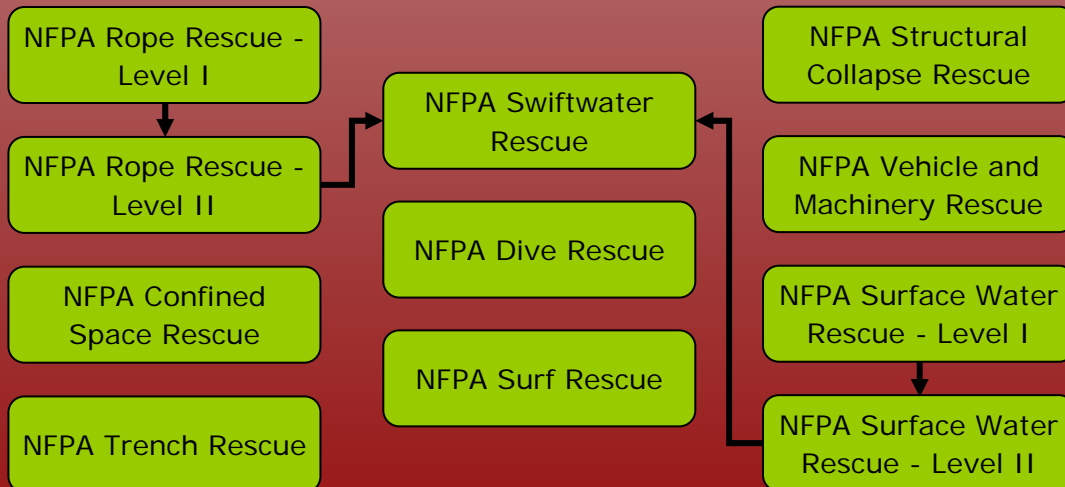 NFPA Rope Rescue -
Level I
NFPA Rope Rescue -
Level II
NFPA Confined
Space Rescue
NFPA Trench Rescue
NFPA Swiftwater
Rescue
NFPA Dive Rescue
NFPA Surf Rescue
NFPA Structural
Collapse Rescue
NFPA Vehicle and
Machinery Rescue
NFPA Surface Water
Rescue - Level I
NFPA Surface Water
Rescue - Level II